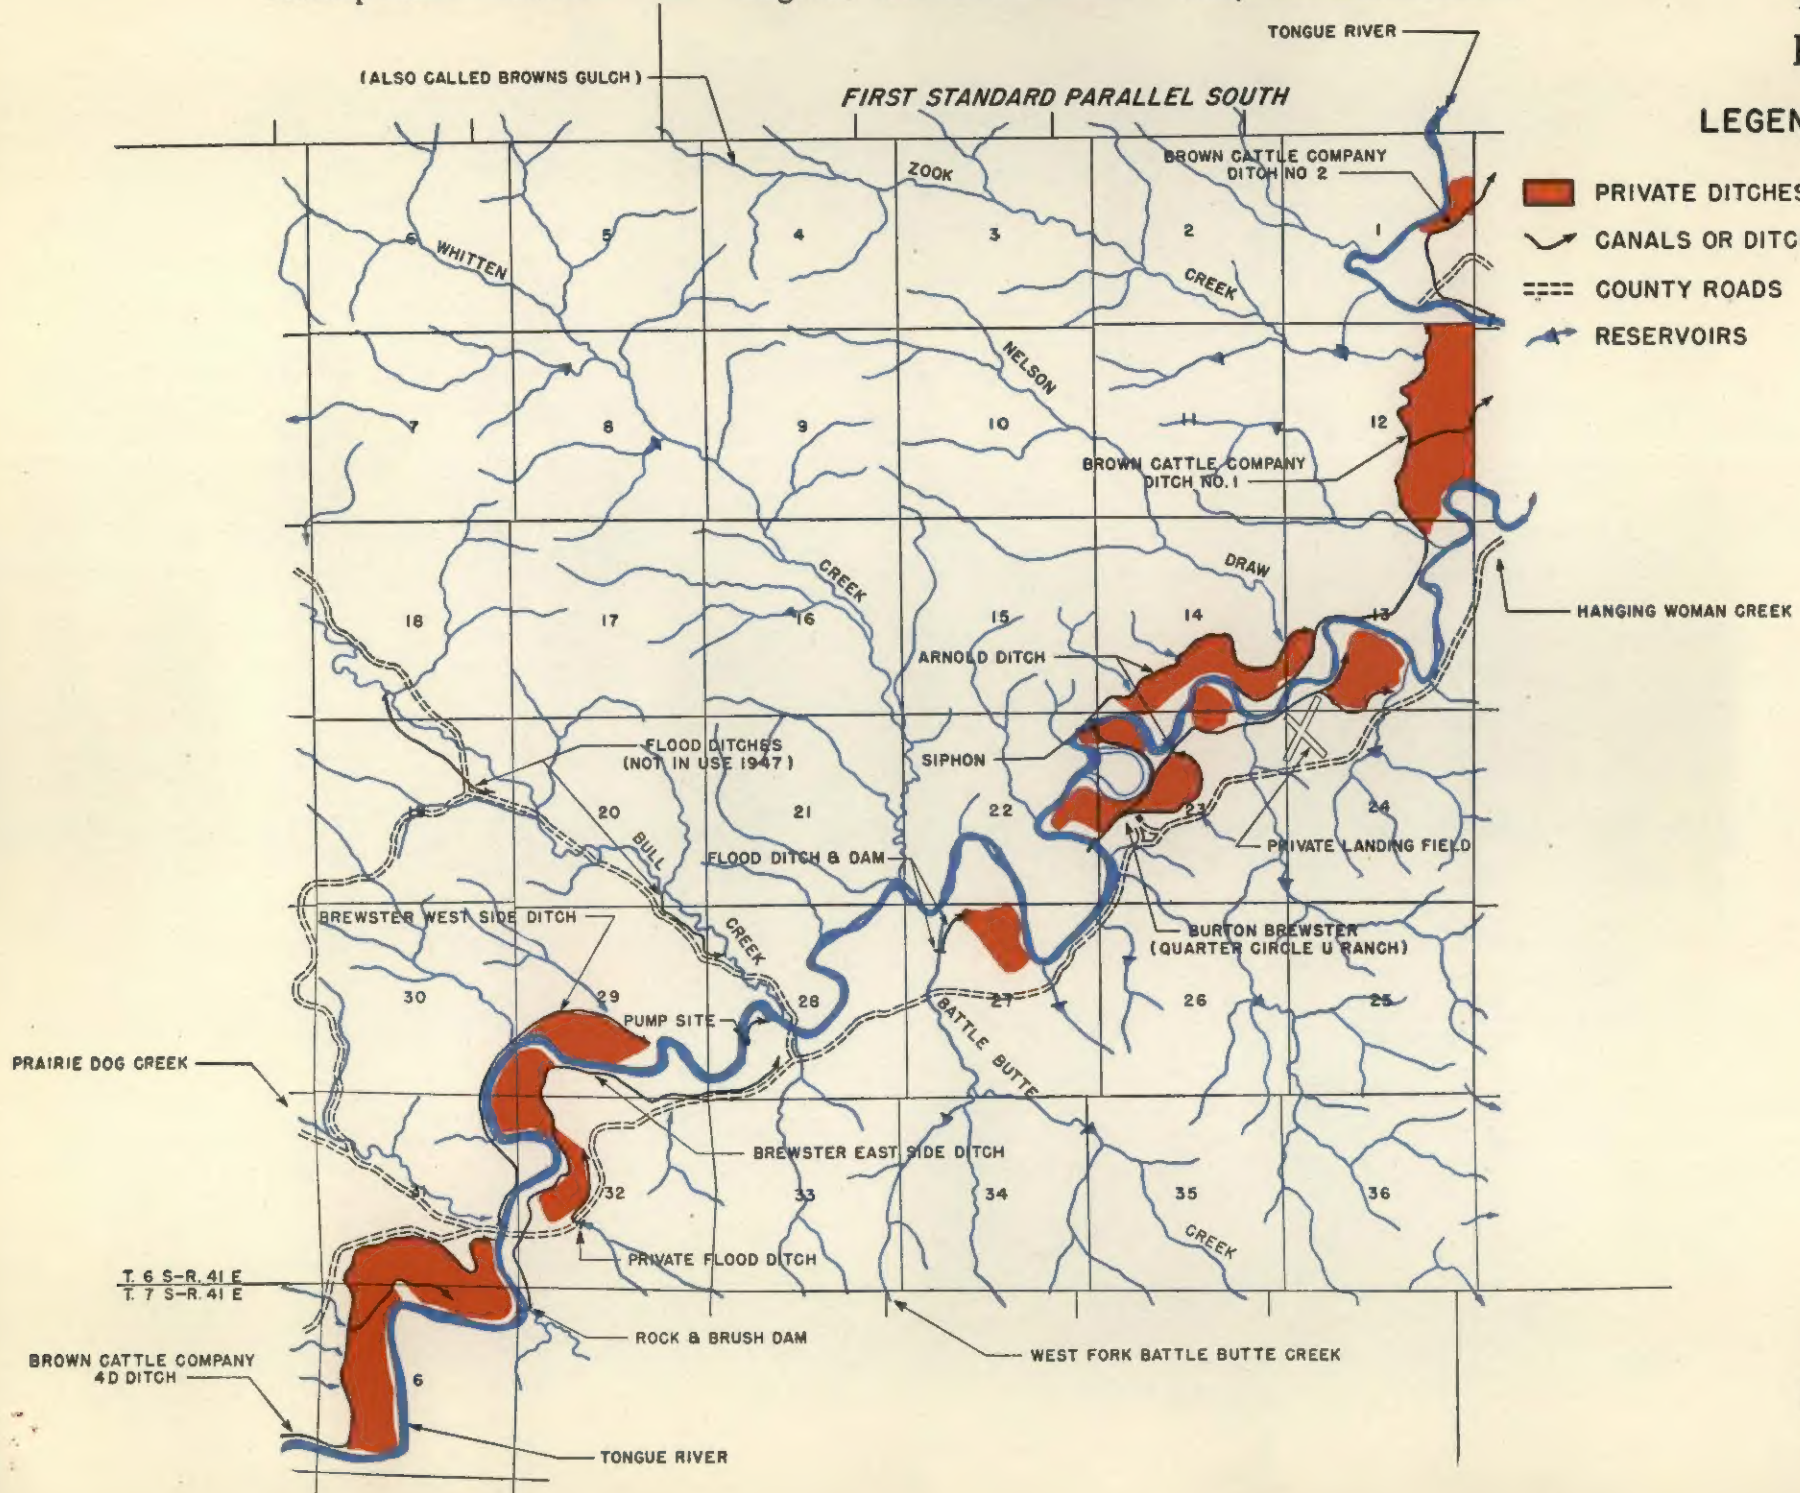 TONGUE RIVER
(ALSO CALLED BROWNS GULCH)
FIRST STANDARD PARALLEL SOUTH
LEGEN
BROWN CATTLE COMPANY
DITCH NO 2
ZOOK
PRIVATE DITCHES
6
5
4
3
2
1
CANALS OR DITC
WHITTEN
CREEK
COUNTY ROADS
RESERVOIRS
NELSON
7
8
9
10
11
12
BROWN CATTLE COMPANY
DITCH NO. 1
CREEK
DRAW
18
17
16
15
14
13
HANGING WOMAN CREEK
ARNOLD DITCH
FLOOD DITCHES
(NOT IN USE 1947)
SIPHON
19
20
21
22
23
24
BULL
FLOOD DITCH & DAM
PRIVATE LANDING FIELD
BREWSTER WEST SIDE DITCH
CREEK
BURTON BREWSTER
(QUARTER CIRCLE U RANCH)
30
29
28
27
26
25
PUMP SITE
BATTLE BUTTE
PRAIRIE DOG CREEK
BREWSTER EAST SIDE DITCH
31
32
33
34
35
36
CREEK
PRIVATE FLOOD DITCH
T. 6 S-R. 41 E
T. 7 S-R. 41 E
ROCK & BRUSH DAM
WEST FORK BATTLE BUTTE CREEK
BROWN CATTLE COMPANY
4D DITCH
6
TONGUE RIVER